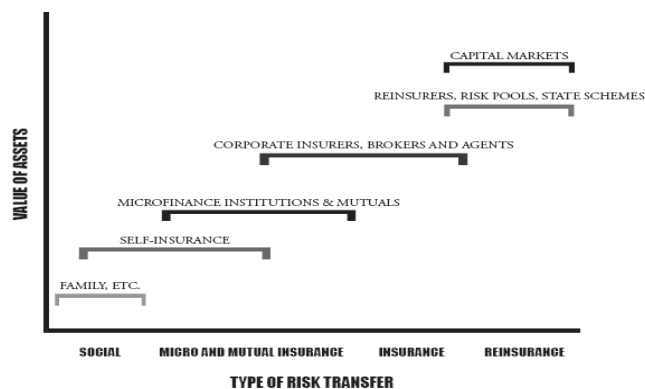 CAPITAL MARKETS
REINSURERS, RISK POOLS, STATE SCHEMES
CORPORATE INSURERS, BROKERS AND AGENTS
MICROFINANCE INSTITUTIONS & MUTUALS
SELF-INSURANCE
FAMILY, ETC.
VALUE OF ASSETS
SOCIAL MICRO AND MUTUAL INSURANCE INSURANCE REINSURANCE
TYPE OF RISK TRANSFER